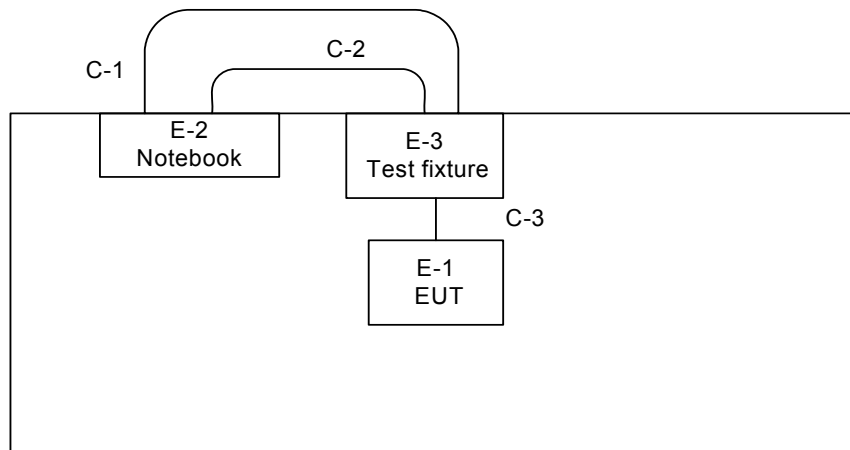 C-2
C-1
E-2
Notebook
E-3
Test fixture
C-3
E-1
EUT